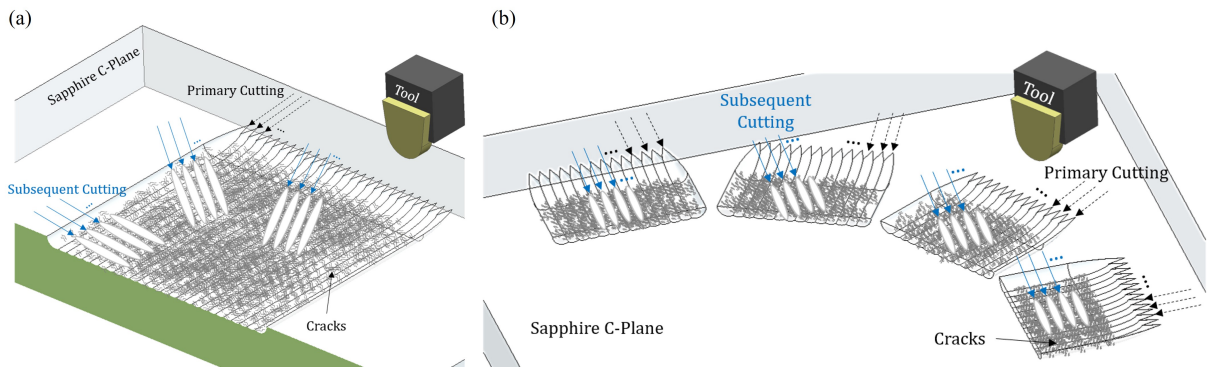 (a)
Sapphire C-Plane
Primary Cutting
Tool
Subsequent Cutting
Cracks
(b)
Subsequent
Cutting
Tool
Primary Cutting
Sapphire C-Plane
Cracks